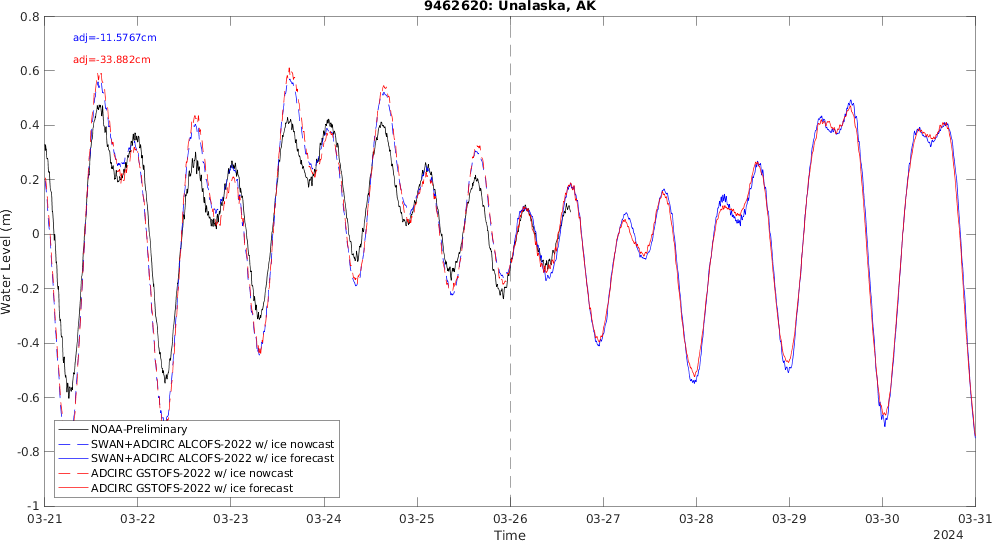 9462620: Unalaska, AK
adj=-11.5767cm
adj=-33.882cm
0.8
0.6
0.4
0.2
0
-0.2
-0.4
-0.6
-0.8
-1
Water Level (m)
NOAA-Preliminary
SWAN+ADCIRC ALCOFS-2022 w/ ice nowcast
SWAN+ADCIRC ALCOFS-2022 w/ ice forecast
ADCIRC GSTOFS-2022 w/ ice nowcast
ADCIRC GSTOFS-2022 w/ ice forecast
03-21 03-22 03-23 03-24 03-25 03-26 03-27 03-28 03-29 03-30 03-31
Time
2024